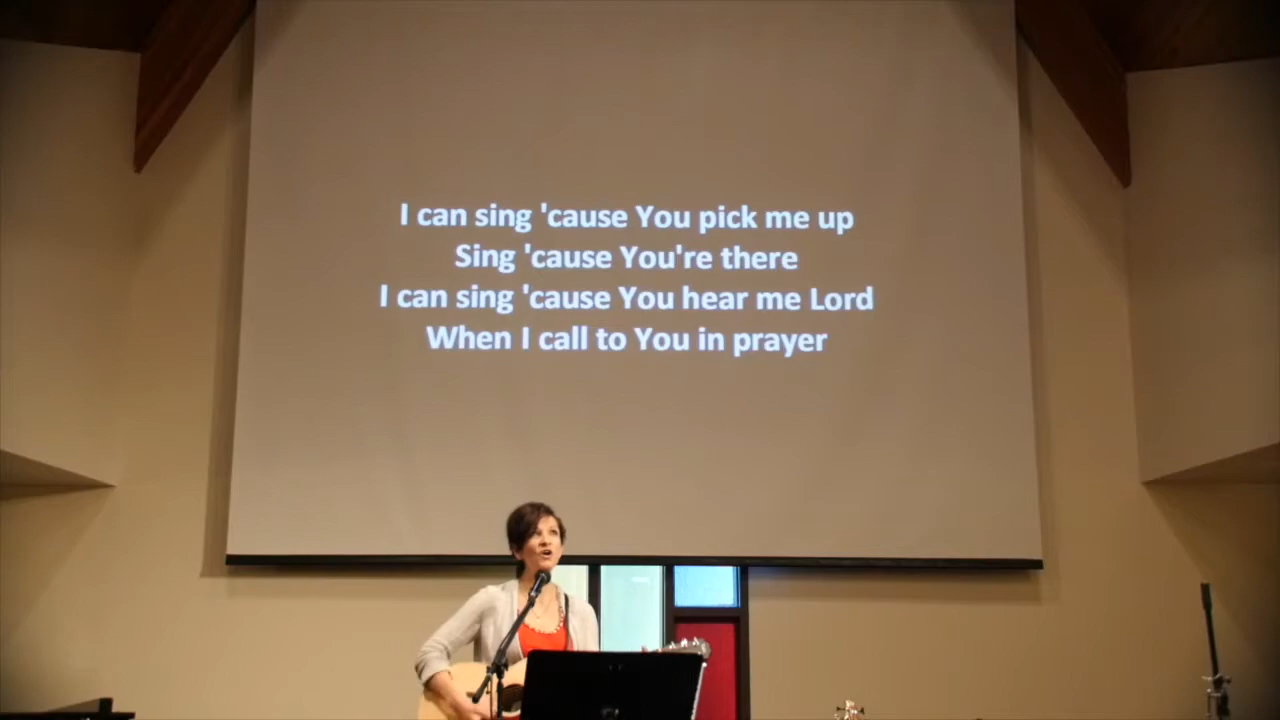 I can sing 'cause You pick me up
Sing 'cause You're there
I can sing 'cause You hear me Lord
When I call to You in prayer